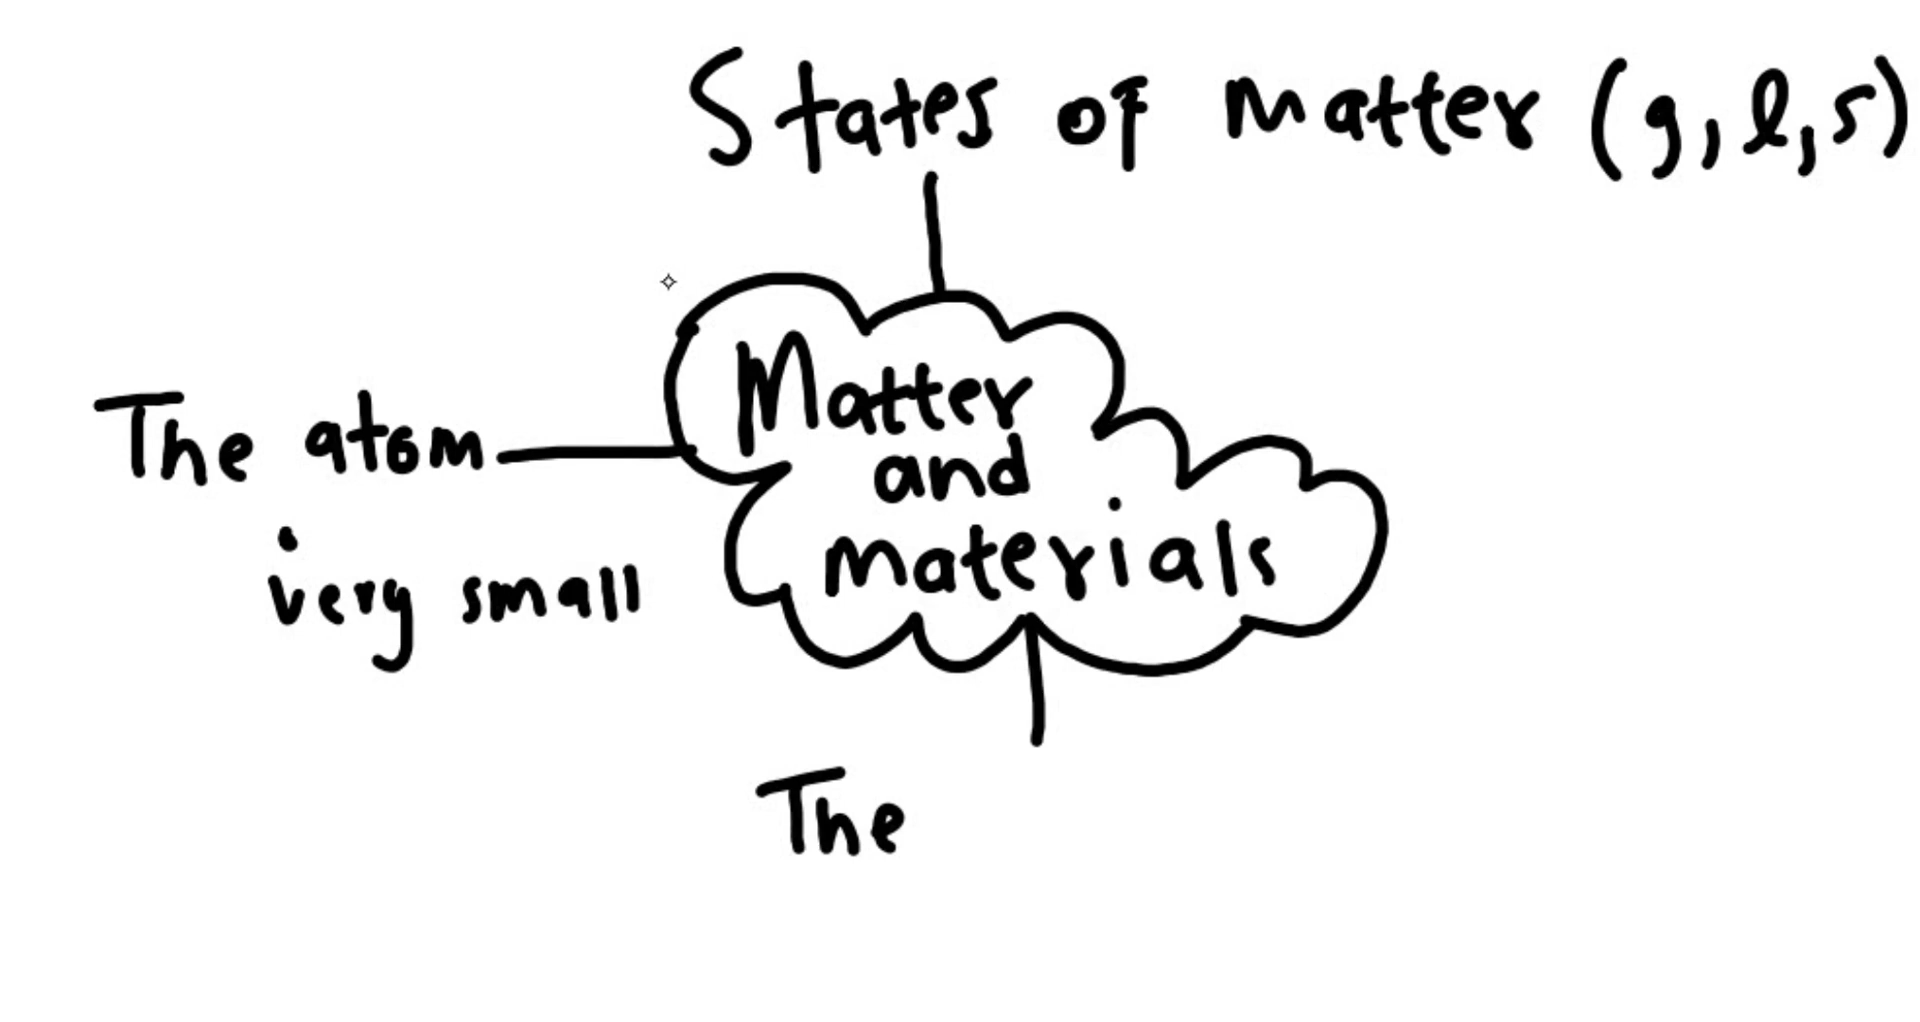 States of matter (g, l, s)
Matter
and
materials
The atom
very small
The